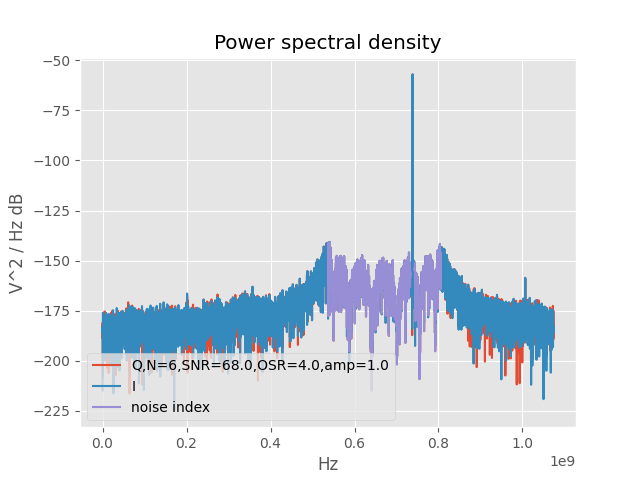 Power spectral density
V^2 / Hz dB
−50
−75
−100
−125
−150
−175
−200
−225
Q,N=6,SNR=68.0,OSR=4.0,amp=1.0
I
noise index
0.0 0.2 0.4 0.6 0.8 1.0
1e9
Hz